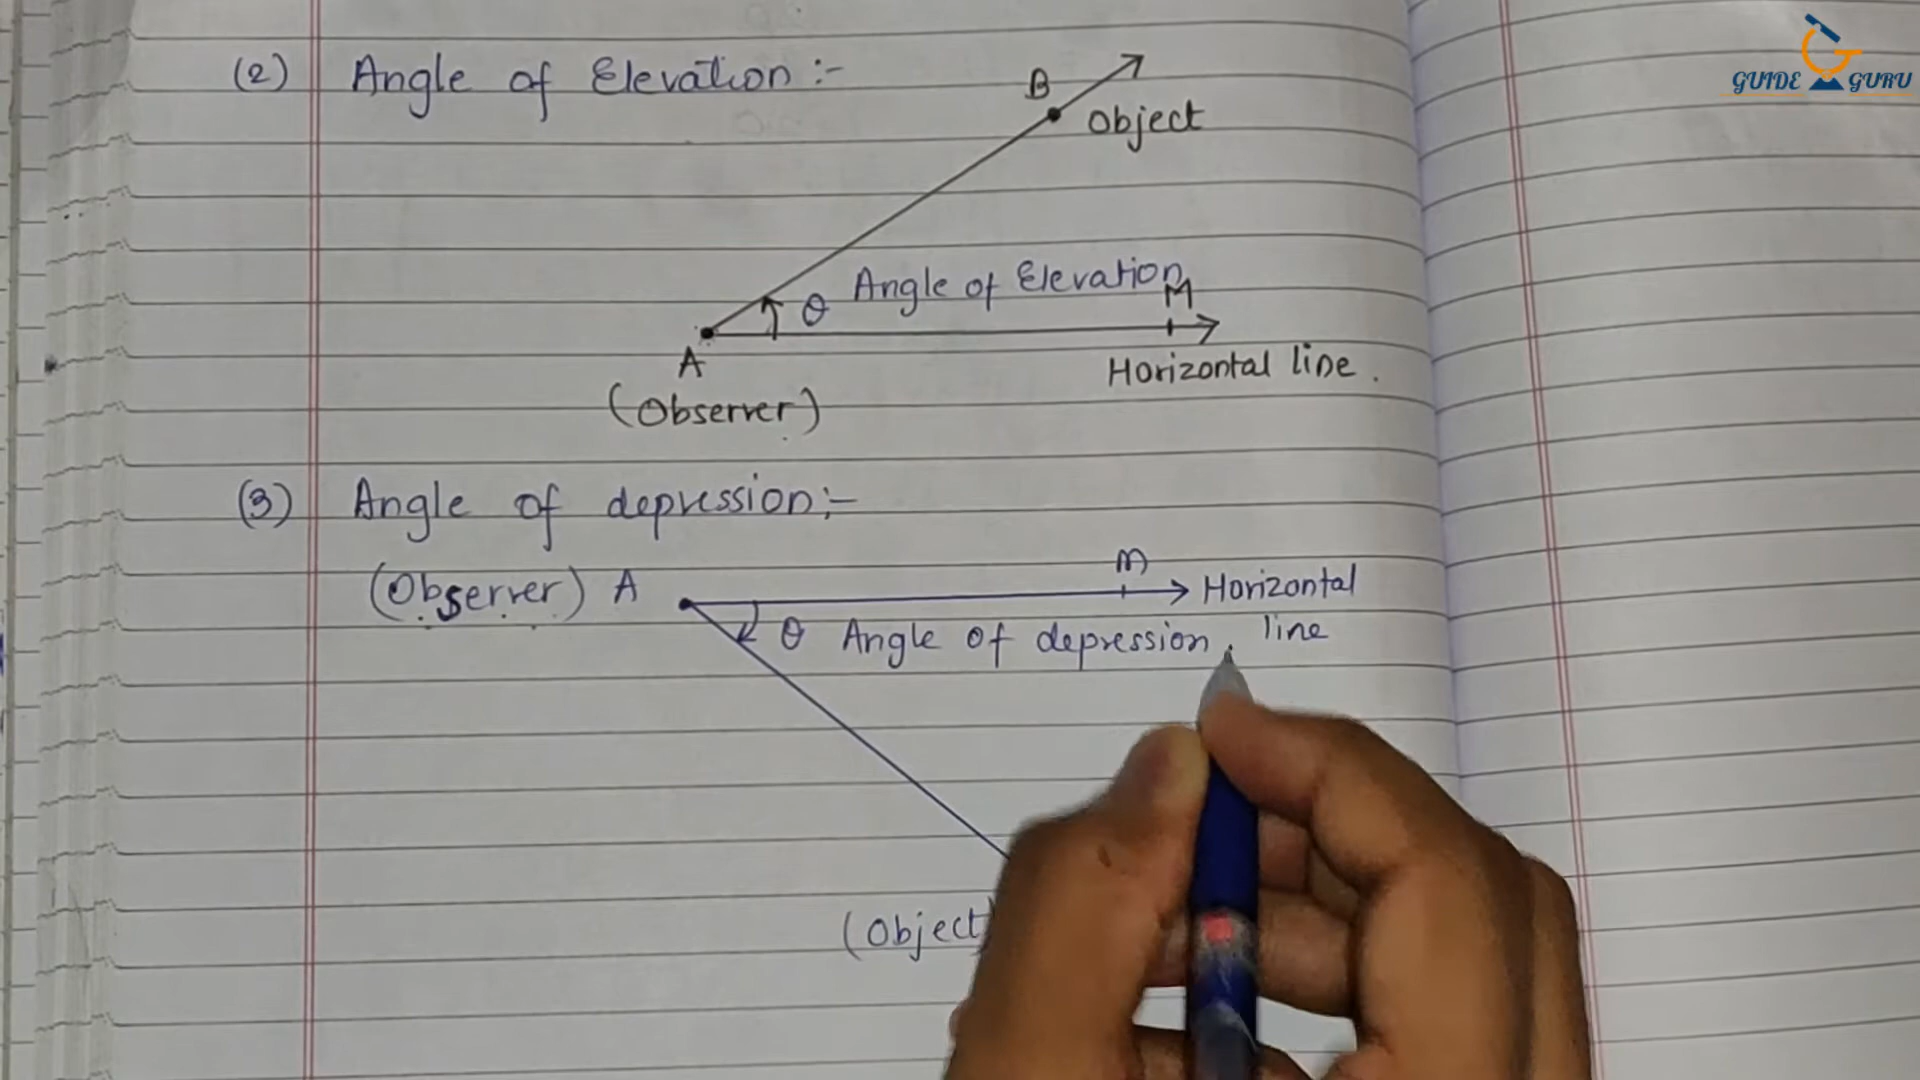 (2) Angle of Elevation :-
B
Object
GUIDE GURU
θ Angle of Elevation
M
A
Horizontal line .
(Observer)
(3) Angle of depression :-
(Observer) A
M
Horizontal
line
θ Angle of depression .
(Object)